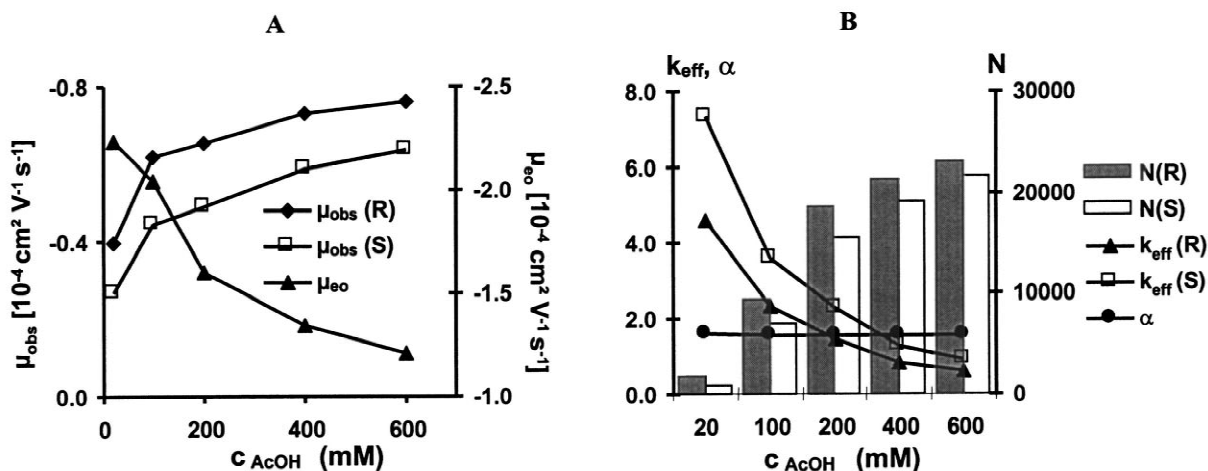 A
-0.8
-0.4
0.0
μobs [10⁻⁴ cm² V⁻¹ s⁻¹]
-2.5
-2.0
-1.5
-1.0
μeo [10⁻⁴ cm² V⁻¹ s⁻¹]
μobs (R)
μobs (S)
μeo
0 200 400 600
c AcOH (mM)
B
keff, α N
8.0
6.0
4.0
2.0
0.0
30000
20000
10000
0
20 100 200 400 600
c AcOH (mM)
N(R)
N(S)
keff (R)
keff (S)
α